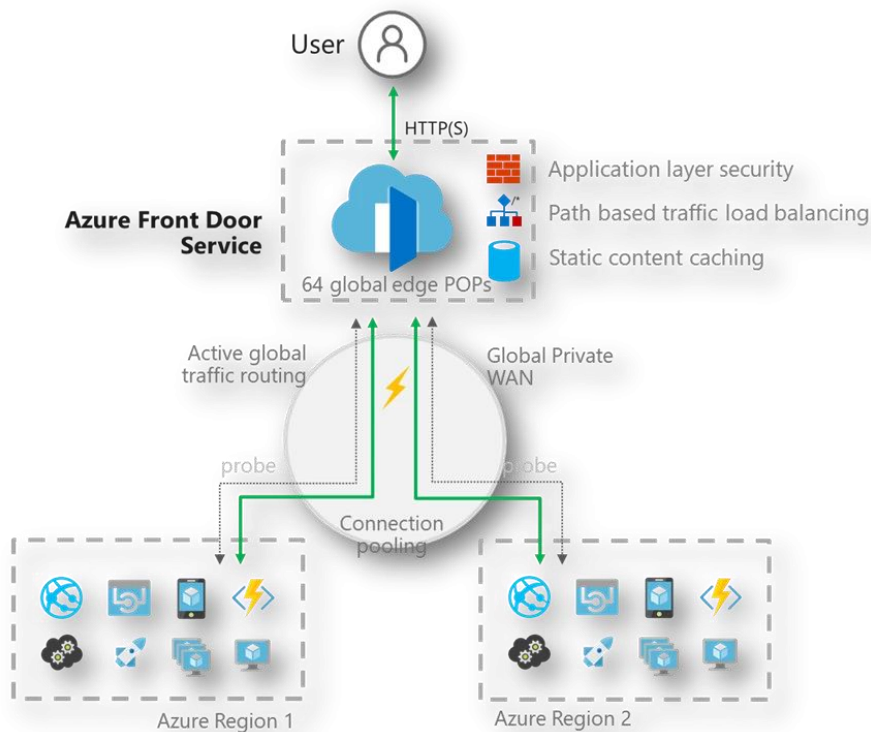 User
HTTP(S)
Application layer security
Azure Front Door
Service
/*
Path based traffic load balancing
Static content caching
64 global edge POPs
Active global
traffic routing
Global Private
WAN
probe
probe
Connection
pooling
Azure Region 1
Azure Region 2